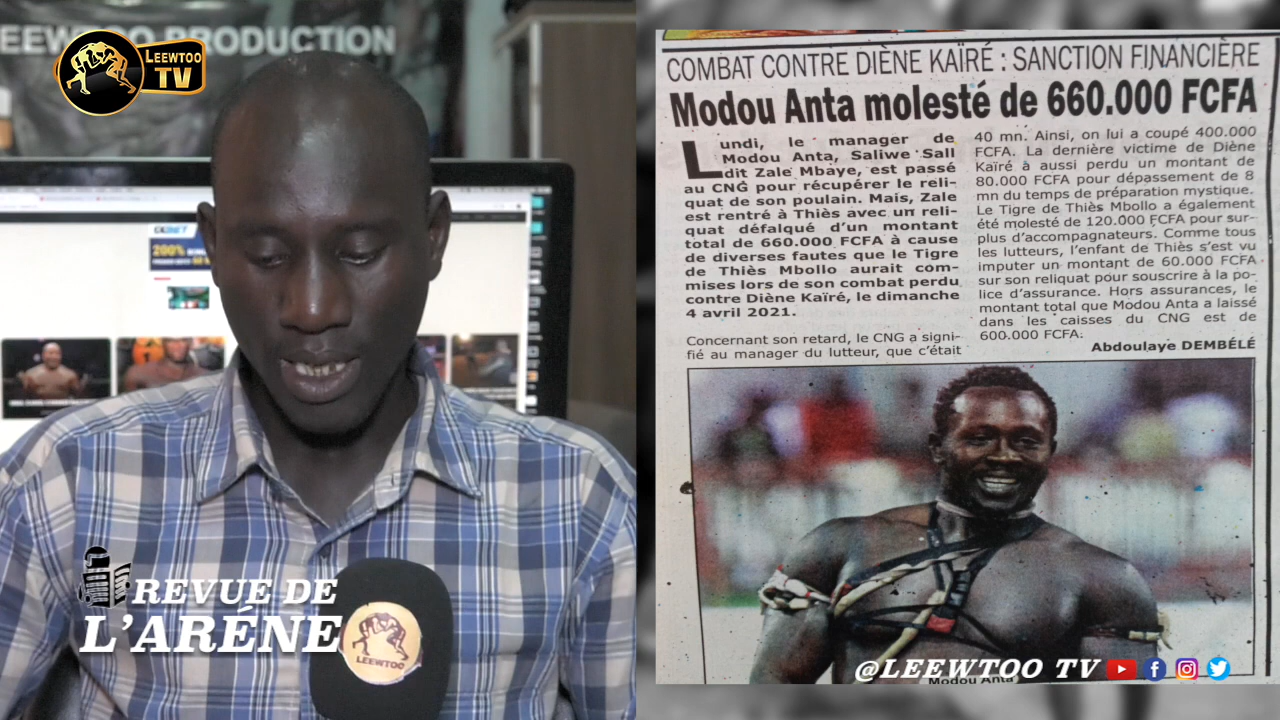 LEEWTOO PRODUCTION
LEEWTOO
TV
200%
REVUE DE
L'ARÉNE
LEEWTOO
COMBAT CONTRE DIÈNE KAÏRÉ : SANCTION FINANCIÈRE
Modou Anta molesté de 660.000 FCFA
Lundi, le manager de
Modou Anta, Saliwe Sall
dit Zale Mbaye, est passé
au CNG pour récupérer le reli-
quat de son poulain. Mais, Zale
est rentré à Thiès avec un reli-
quat défalqué d'un montant
total de 660.000 FCFA à cause
de diverses fautes que le Tigre
de Thiès Mbollo aurait com-
mises lors de son combat perdu
contre Diène Kaïré, le dimanche
4 avril 2021.
Concernant son retard, le CNG a signi-
fié au manager du lutteur, que c'était
40 mn. Ainsi, on lui a coupé 400.000
FCFA. La dernière victime de Diène
Kaïré a aussi perdu un montant de
80.000 FCFA pour dépassement de 8
mn du temps de préparation mystique.
Le Tigre de Thiès Mbollo a également
été molesté de 120.000 FCFA pour sur-
plus d'accompagnateurs. Comme tous
les lutteurs, l'enfant de Thiès s'est vu
imputer un montant de 60.000 FCFA
sur son reliquat pour souscrire à la po-
lice d'assurance. Hors assurances, le
montant total que Modou Anta a laissé
dans les caisses du CNG est de
600.000 FCFA.
Abdoulaye DEMBÉLÉ
@LEEWTOO TV
Modou Anta